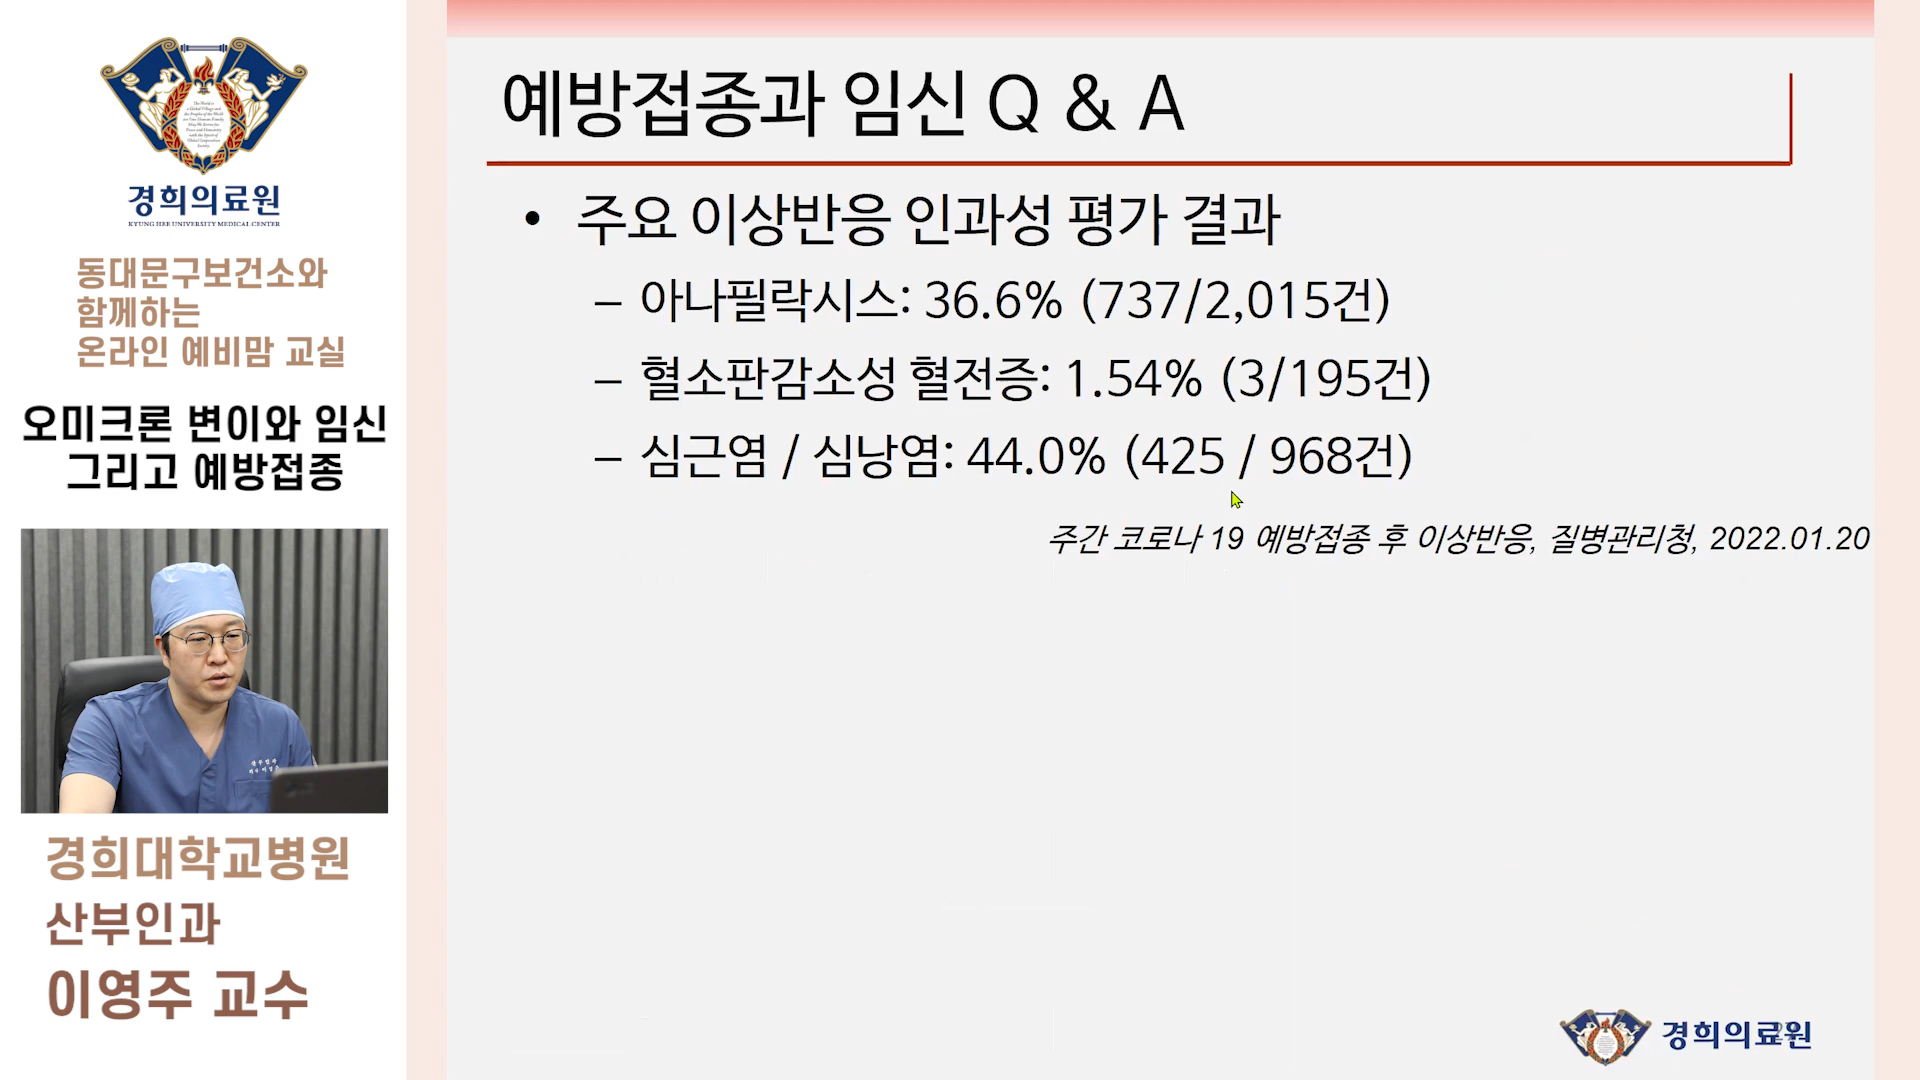 경희의료원
KYUNG HEE UNIVERSITY MEDICAL CENTER
동대문구보건소와
함께하는
온라인 예비맘 교실
오미크론 변이와 임신
그리고 예방접종
경희대학교병원
산부인과
이영주 교수
예방접종과 임신 Q & A
• 주요 이상반응 인과성 평가 결과
– 아나필락시스: 36.6% (737/2,015건)
– 혈소판감소성 혈전증: 1.54% (3/195건)
– 심근염 / 심낭염: 44.0% (425 / 968건)
주간 코로나 19 예방접종 후 이상반응, 질병관리청, 2022.01.20
경희의료원